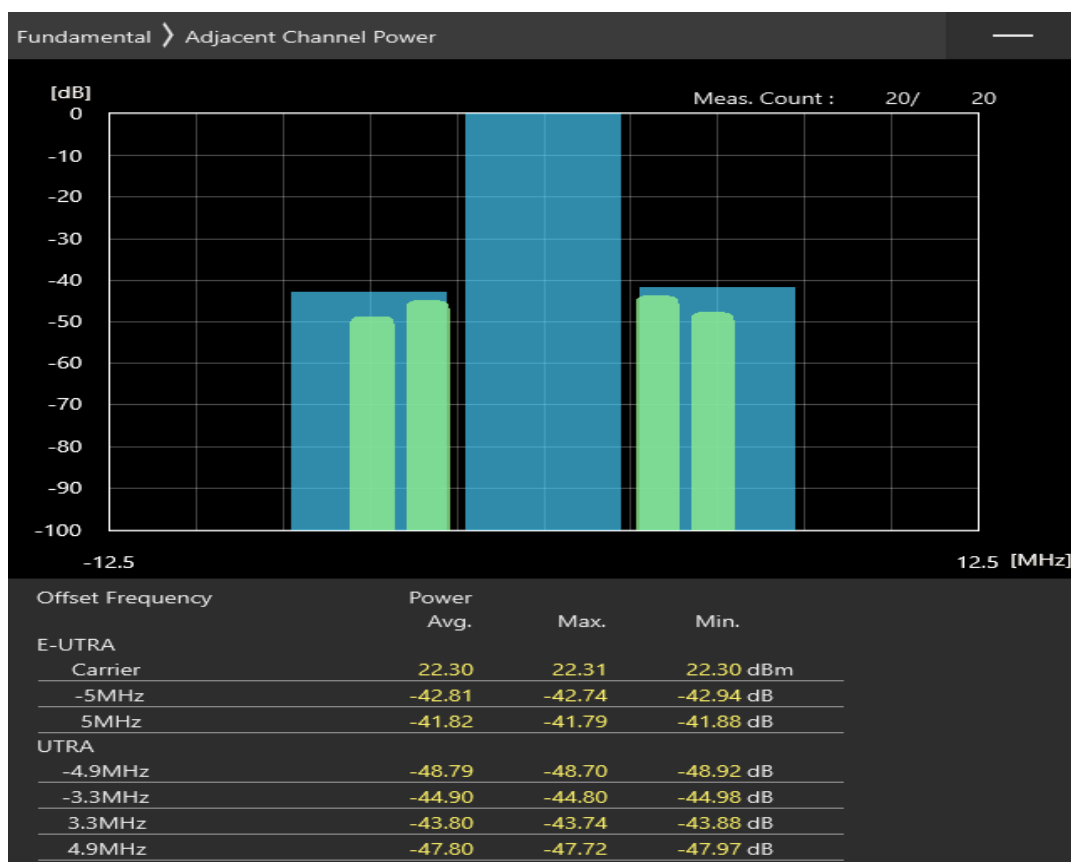 Fundamental ❯ Adjacent Channel Power
[dB]
Meas. Count : 20/ 20
0
-10
-20
-30
-40
-50
-60
-70
-80
-90
-100
-12.5 12.5 [MHz]
Offset Frequency Power
Avg. Max. Min.
E-UTRA
Carrier 22.30 22.31 22.30 dBm
-5MHz -42.81 -42.74 -42.94 dB
5MHz -41.82 -41.79 -41.88 dB
UTRA
-4.9MHz -48.79 -48.70 -48.92 dB
-3.3MHz -44.90 -44.80 -44.98 dB
3.3MHz -43.80 -43.74 -43.88 dB
4.9MHz -47.80 -47.72 -47.97 dB